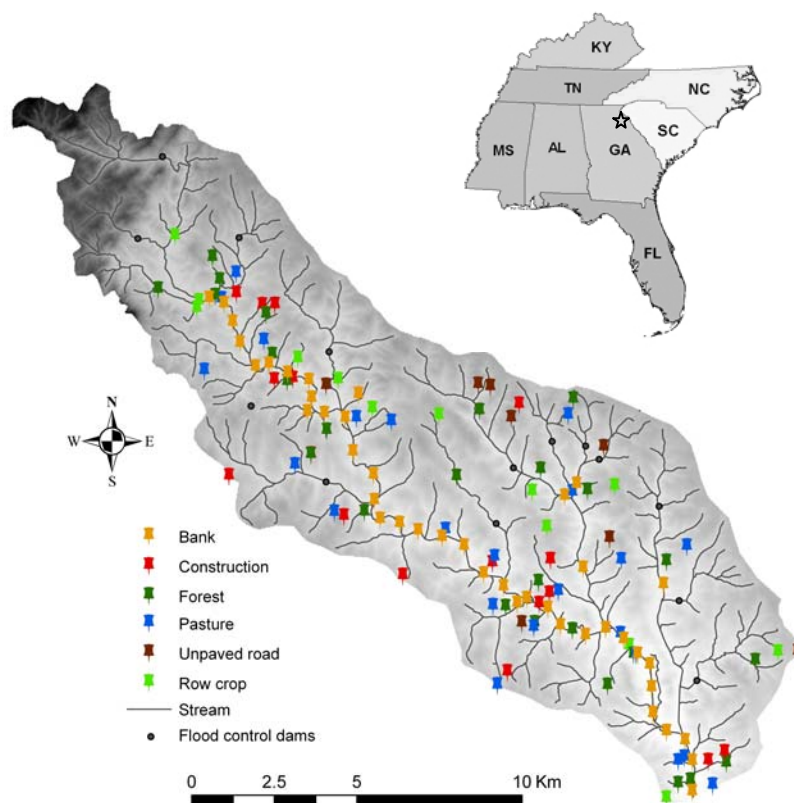 KY
TN
NC
SC
MS
AL
GA
FL
N
W E
S
Bank
Construction
Forest
Pasture
Unpaved road
Row crop
Stream
Flood control dams
0 2.5 5 10 Km